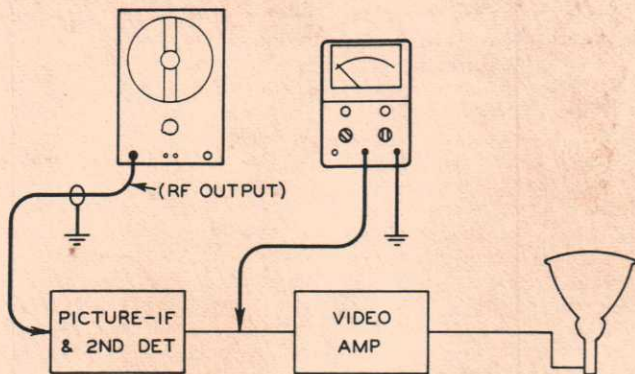 (RF OUTPUT)
PICTURE-IF
& 2ND DET
VIDEO
AMP